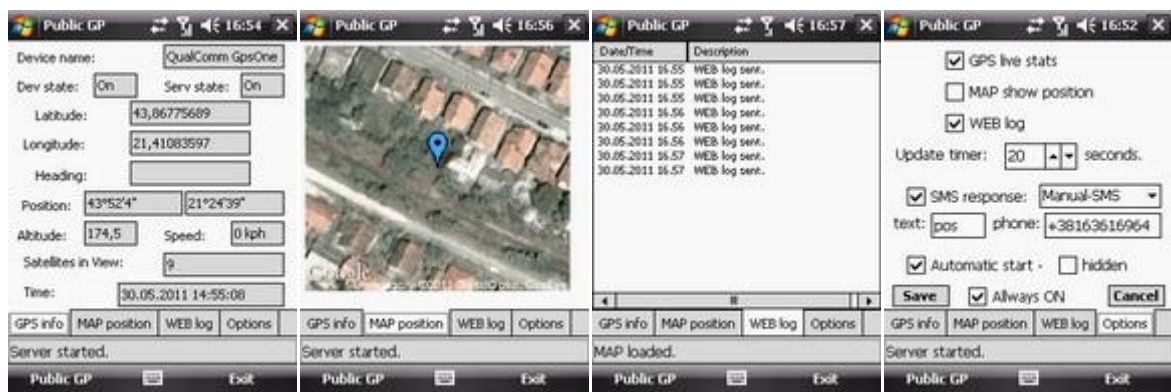 Public GP 16:54
Device name: QualComm GpsOne
Dev state: On Serv state: On
Latitude: 43,86775689
Longitude: 21,41083597
Heading:
Position: 43°52'4" 21°24'39"
Altitude: 174,5 Speed: 0 kph
Satellites in View: 9
Time: 30.05.2011 14:55:08
GPS info MAP position WEB log Options
Server started.
Public GP Exit
Public GP 16:56
Google
GPS info MAP position WEB log Options
Server started.
Public GP Exit
Public GP 16:57
Date/Time Description
30.05.2011 16.55 WEB log sent.
30.05.2011 16.55 WEB log sent.
30.05.2011 16.55 WEB log sent.
30.05.2011 16.56 WEB log sent.
30.05.2011 16.56 WEB log sent.
30.05.2011 16.56 WEB log sent.
30.05.2011 16.57 WEB log sent.
30.05.2011 16.57 WEB log sent.
GPS info MAP position WEB log Options
MAP loaded.
Public GP Exit
Public GP 16:52
GPS live stats
MAP show position
WEB log
Update timer: 20 seconds.
SMS response: Manual-SMS
text: pos phone: +38163616964
Automatic start - hidden
Save Allways ON Cancel
GPS info MAP position WEB log Options
Server started.
Public GP Exit